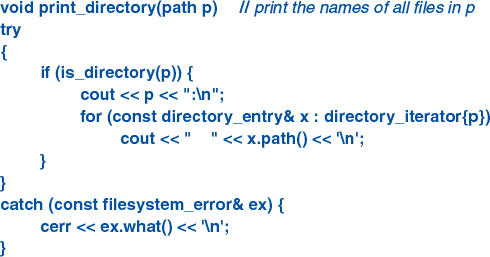 void print_directory(path p)    // print the names of all files in p
try
{
        if (is_directory(p)) {
                cout << p << ":\n";
                for (const directory_entry& x : directory_iterator{p})
                        cout << "    " << x.path() << '\n';
        }
}
catch (const filesystem_error& ex) {
        cerr << ex.what() << '\n';
}